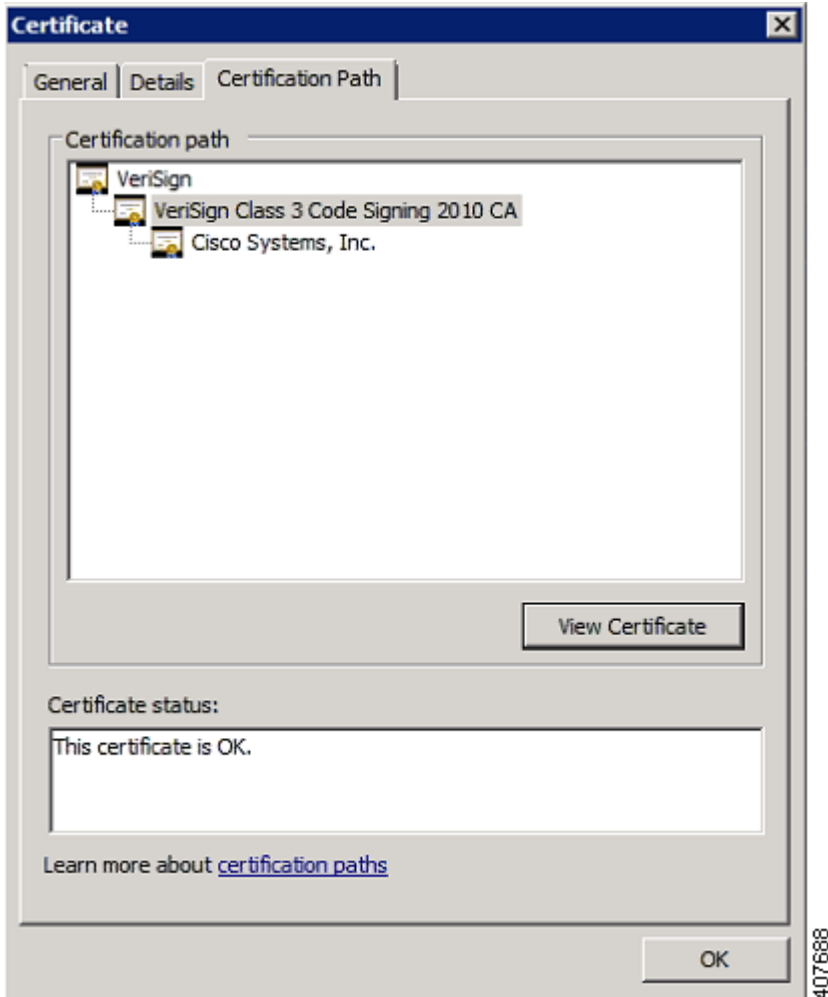 Certificate
General Details Certification Path
Certification path
VeriSign
VeriSign Class 3 Code Signing 2010 CA
Cisco Systems, Inc.
View Certificate
Certificate status:
This certificate is OK.
Learn more about certification paths
OK
407688